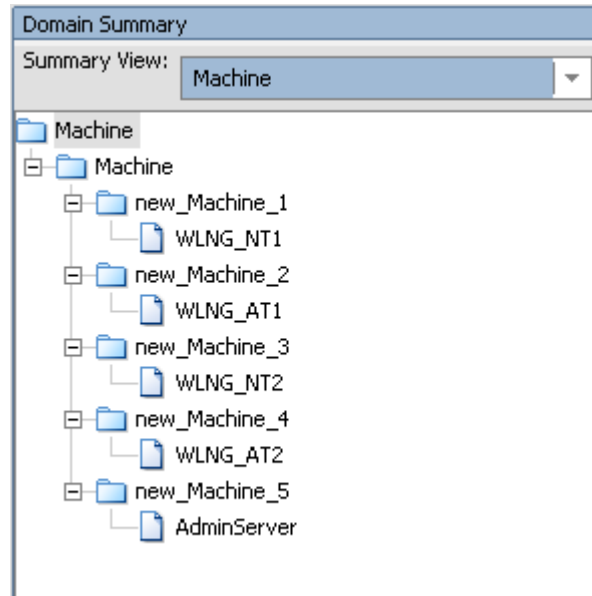 Domain Summary
Summary View: Machine
Machine
Machine
new_Machine_1
WLNG_NT1
new_Machine_2
WLNG_AT1
new_Machine_3
WLNG_NT2
new_Machine_4
WLNG_AT2
new_Machine_5
AdminServer